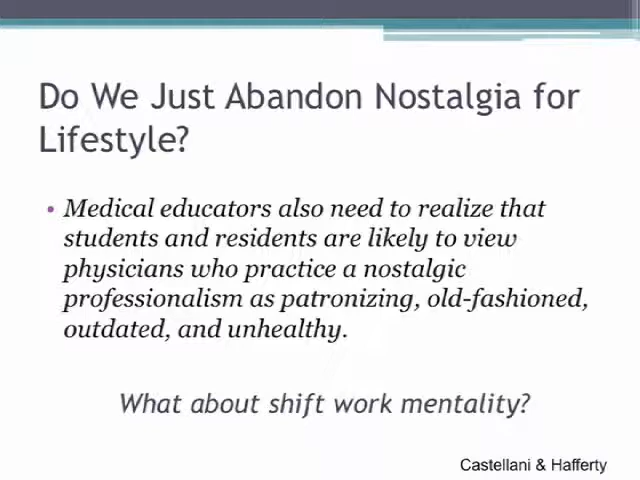 Do We Just Abandon Nostalgia for
Lifestyle?
• Medical educators also need to realize that
students and residents are likely to view
physicians who practice a nostalgic
professionalism as patronizing, old-fashioned,
outdated, and unhealthy.
What about shift work mentality?
Castellani & Hafferty